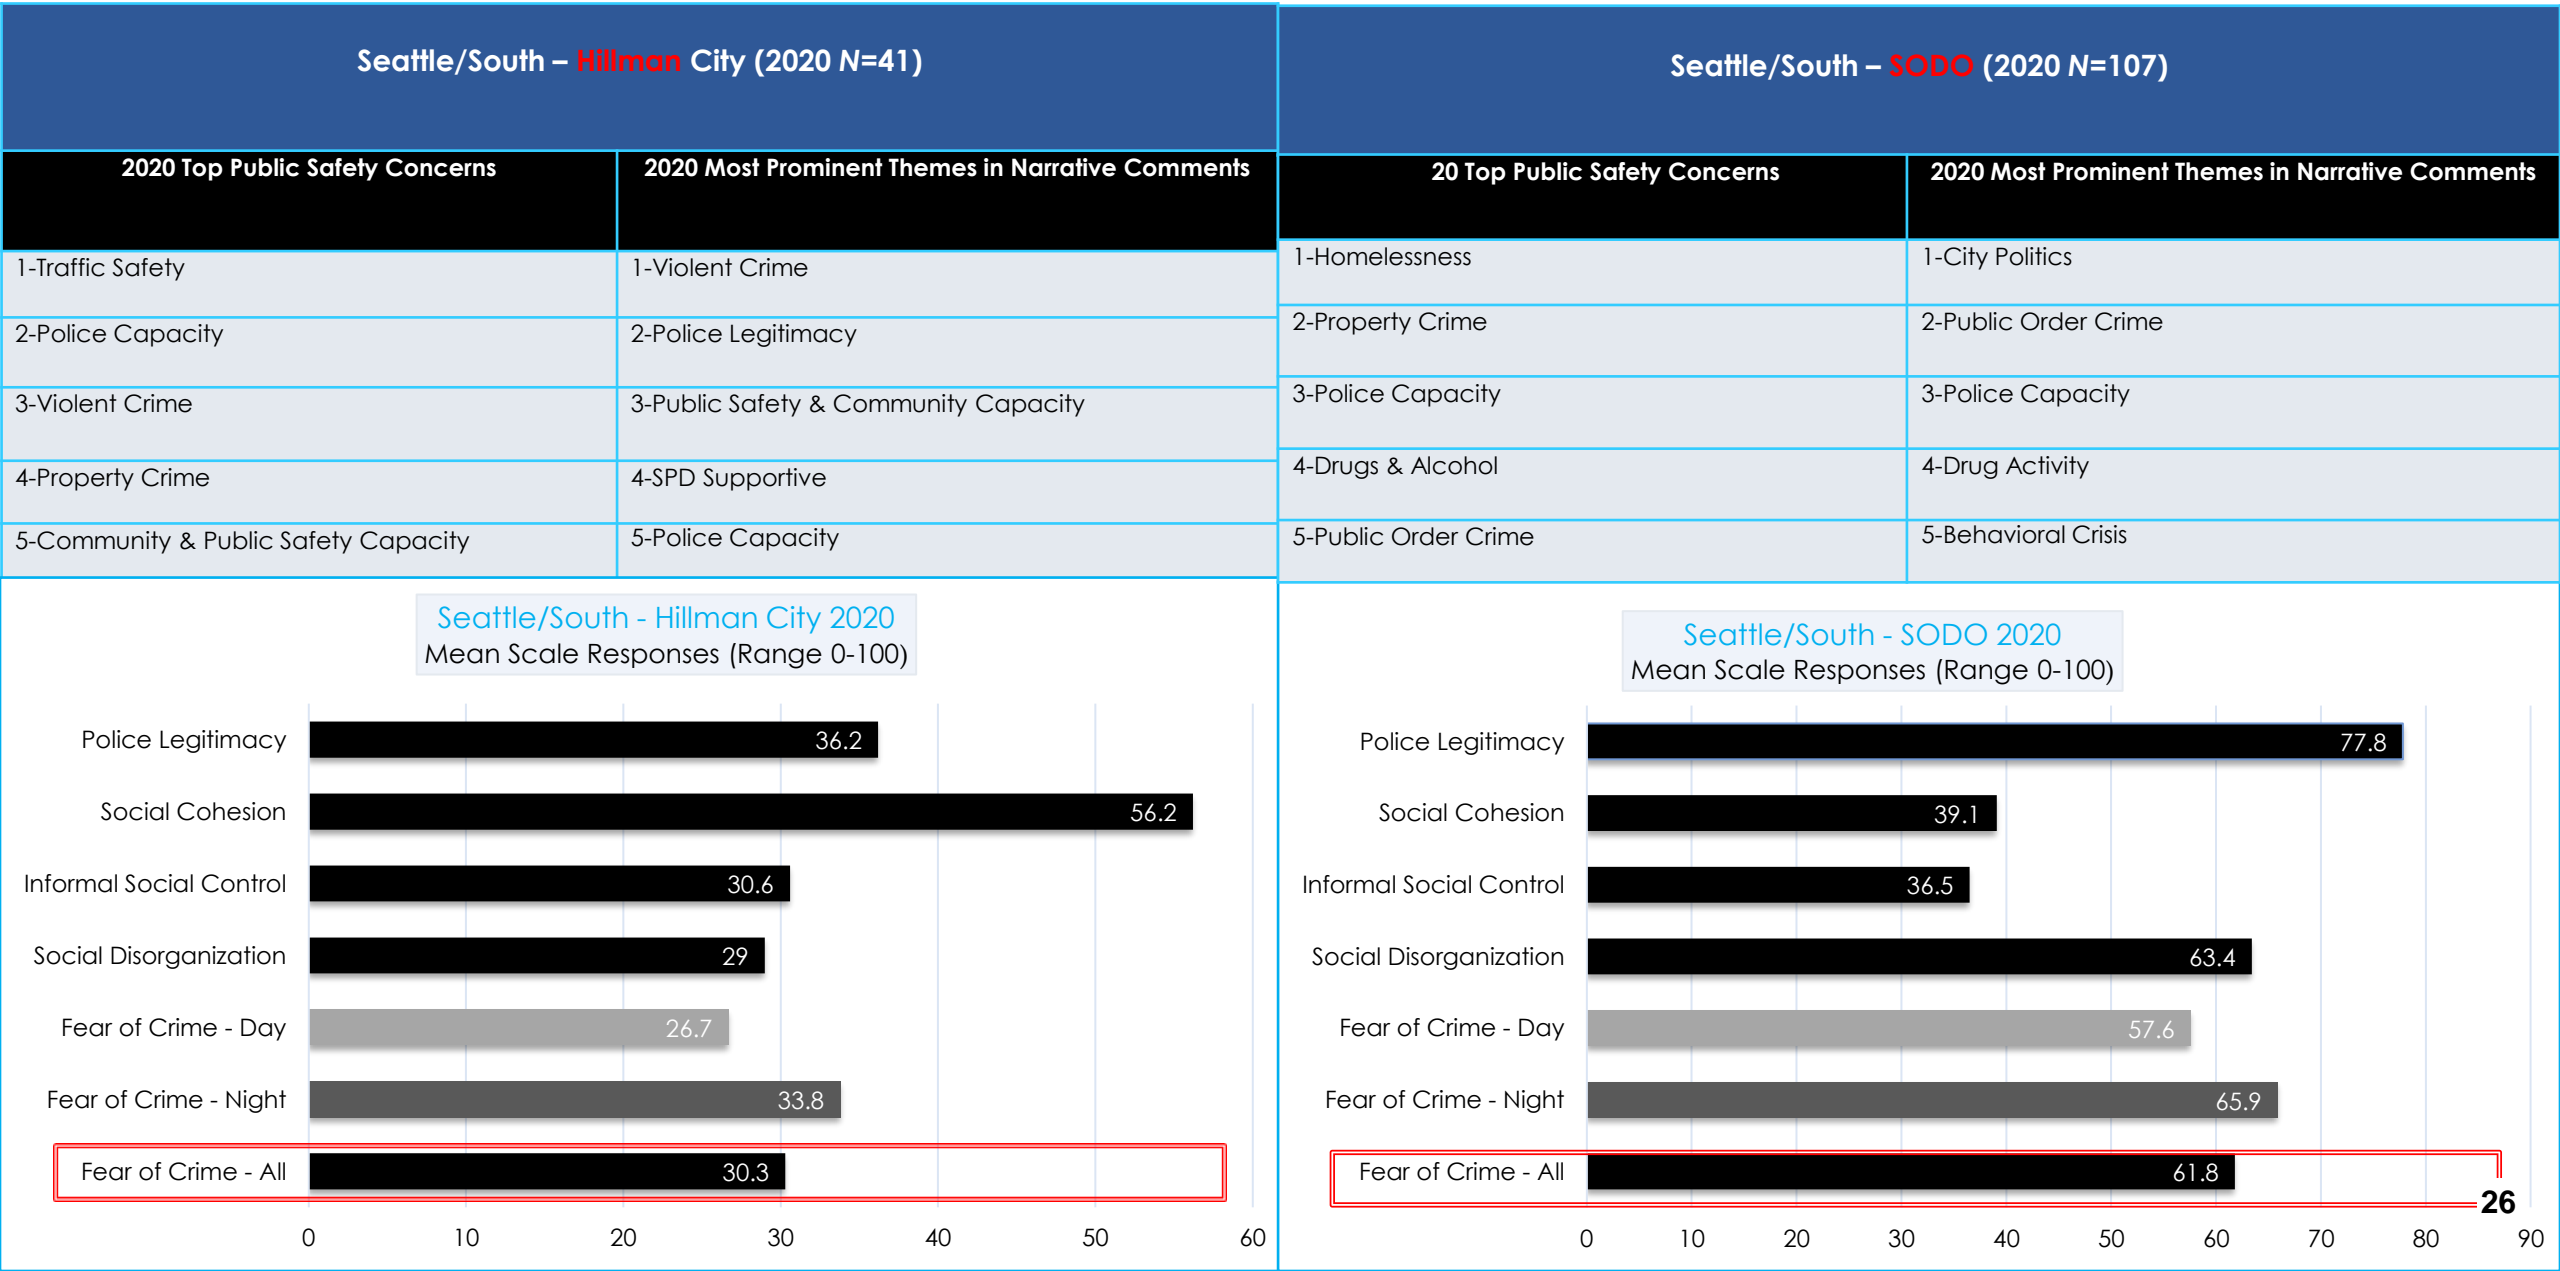 Seattle/South – Hillman City (2020 N=41)
2020 Top Public Safety Concerns
2020 Most Prominent Themes in Narrative Comments
1-Traffic Safety
1-Violent Crime
2-Police Capacity
2-Police Legitimacy
3-Violent Crime
3-Public Safety & Community Capacity
4-Property Crime
4-SPD Supportive
5-Community & Public Safety Capacity
5-Police Capacity
Seattle/South - Hillman City 2020
Mean Scale Responses (Range 0-100)
Police Legitimacy
36.2
Social Cohesion
56.2
Informal Social Control
30.6
Social Disorganization
29
Fear of Crime - Day
26.7
Fear of Crime - Night
33.8
Fear of Crime - All
30.3
0 10 20 30 40 50 60
Seattle/South – SODO (2020 N=107)
20 Top Public Safety Concerns
2020 Most Prominent Themes in Narrative Comments
1-Homelessness
1-City Politics
2-Property Crime
2-Public Order Crime
3-Police Capacity
3-Police Capacity
4-Drugs & Alcohol
4-Drug Activity
5-Public Order Crime
5-Behavioral Crisis
Seattle/South - SODO 2020
Mean Scale Responses (Range 0-100)
Police Legitimacy
77.8
Social Cohesion
39.1
Informal Social Control
36.5
Social Disorganization
63.4
Fear of Crime - Day
57.6
Fear of Crime - Night
65.9
Fear of Crime - All
61.8
0 10 20 30 40 50 60 70 80 90
26